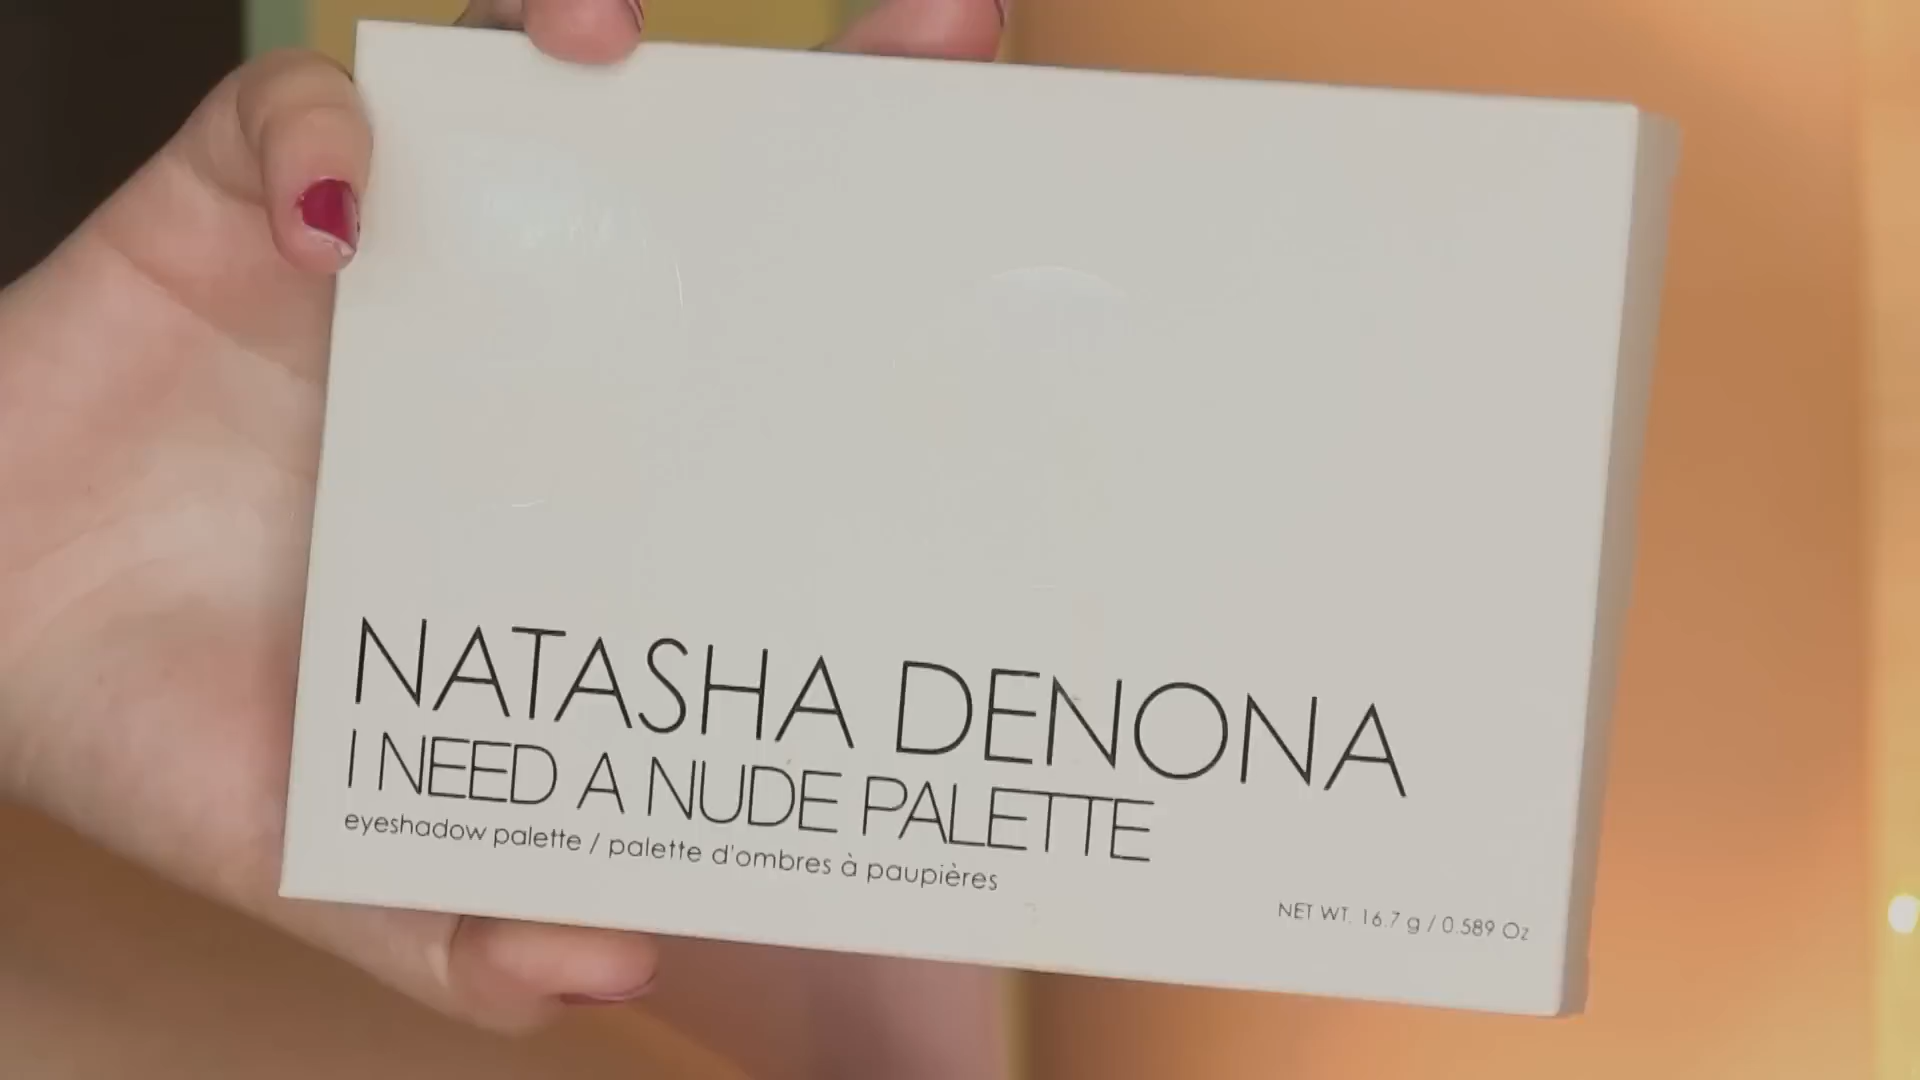 NATASHA DENONA
I NEED A NUDE PALETTE
eyeshadow palette / palette d'ombres à paupières
NET WT. 16.7 g / 0.589 Oz